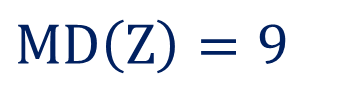 MD(Z) = 9